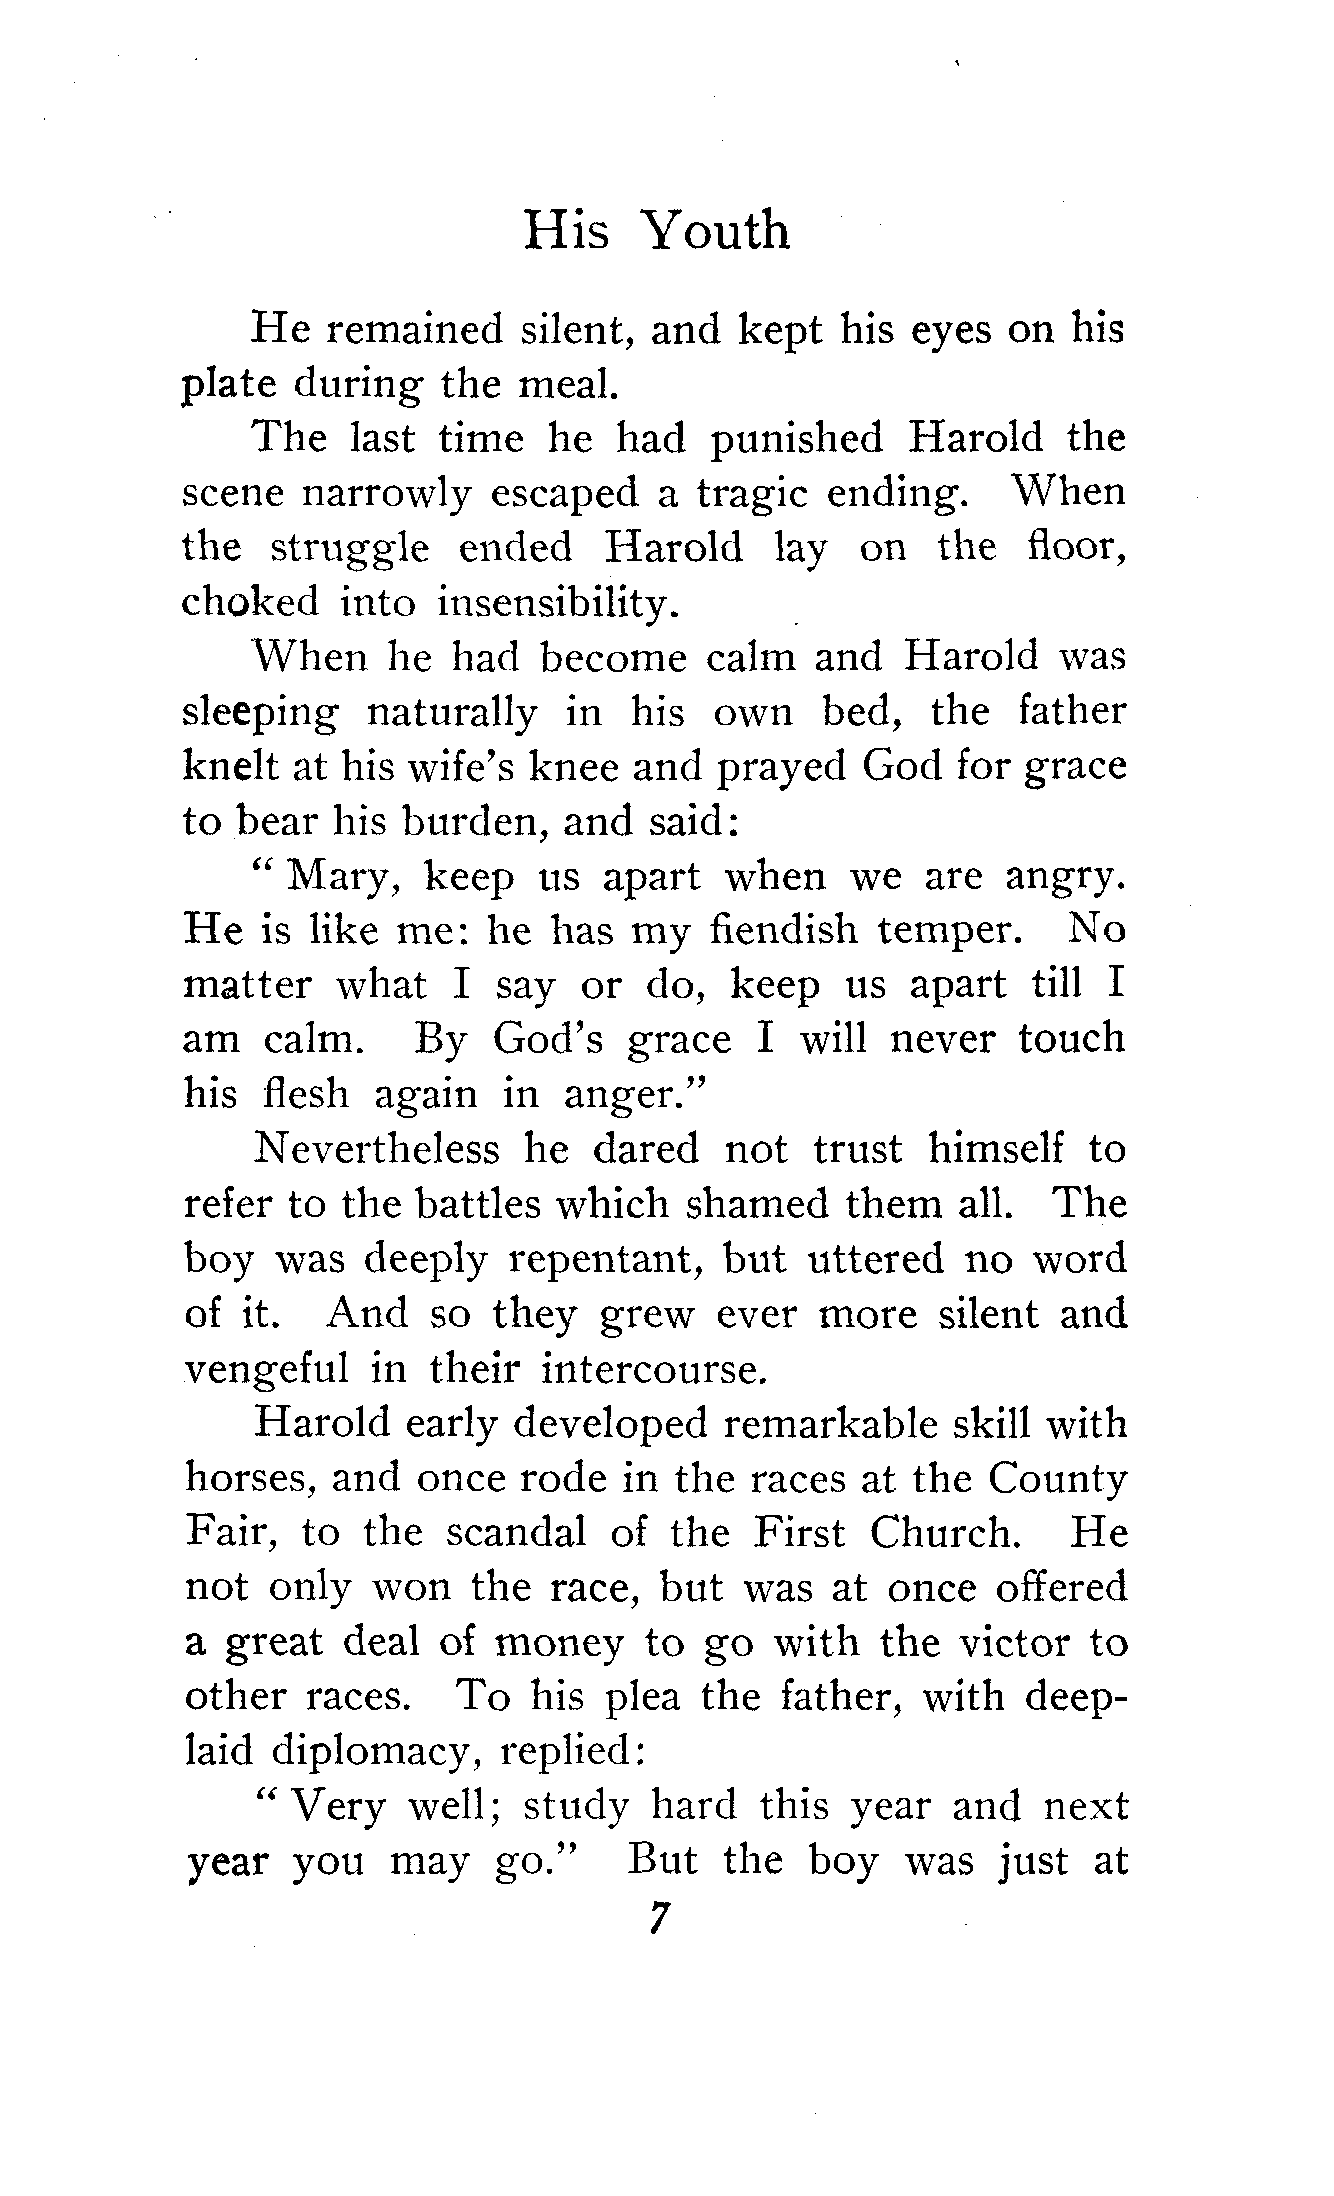 His Youth
He remained silent, and kept his eyes on his
plate during the meal.
The last time he had punished Harold the
scene narrowly escaped a tragic ending. When
the struggle ended Harold lay on the floor,
choked into insensibility.
When he had become calm and Harold was
sleeping naturally in his own bed, the father
knelt at his wife's knee and prayed God for grace
to bear his burden, and said:
" Mary, keep us apart when we are angry.
He is like me: he has my fiendish temper. No
matter what I say or do, keep us apart till I
am calm. By God's grace I will never touch
his flesh again in anger."
Nevertheless he dared not trust himself to
refer to the battles which shamed them all. The
boy was deeply repentant, but uttered no word
of it. And so they grew ever more silent and
vengeful in their intercourse.
Harold early developed remarkable skill with
horses, and once rode in the races at the County
Fair, to the scandal of the First Church. He
not only won the race, but was at once offered
a great deal of money to go with the victor to
other races. To his plea the father, with deep-
laid diplomacy, replied:
" Very well; study hard this year and next
year you may go." But the boy was just at
7